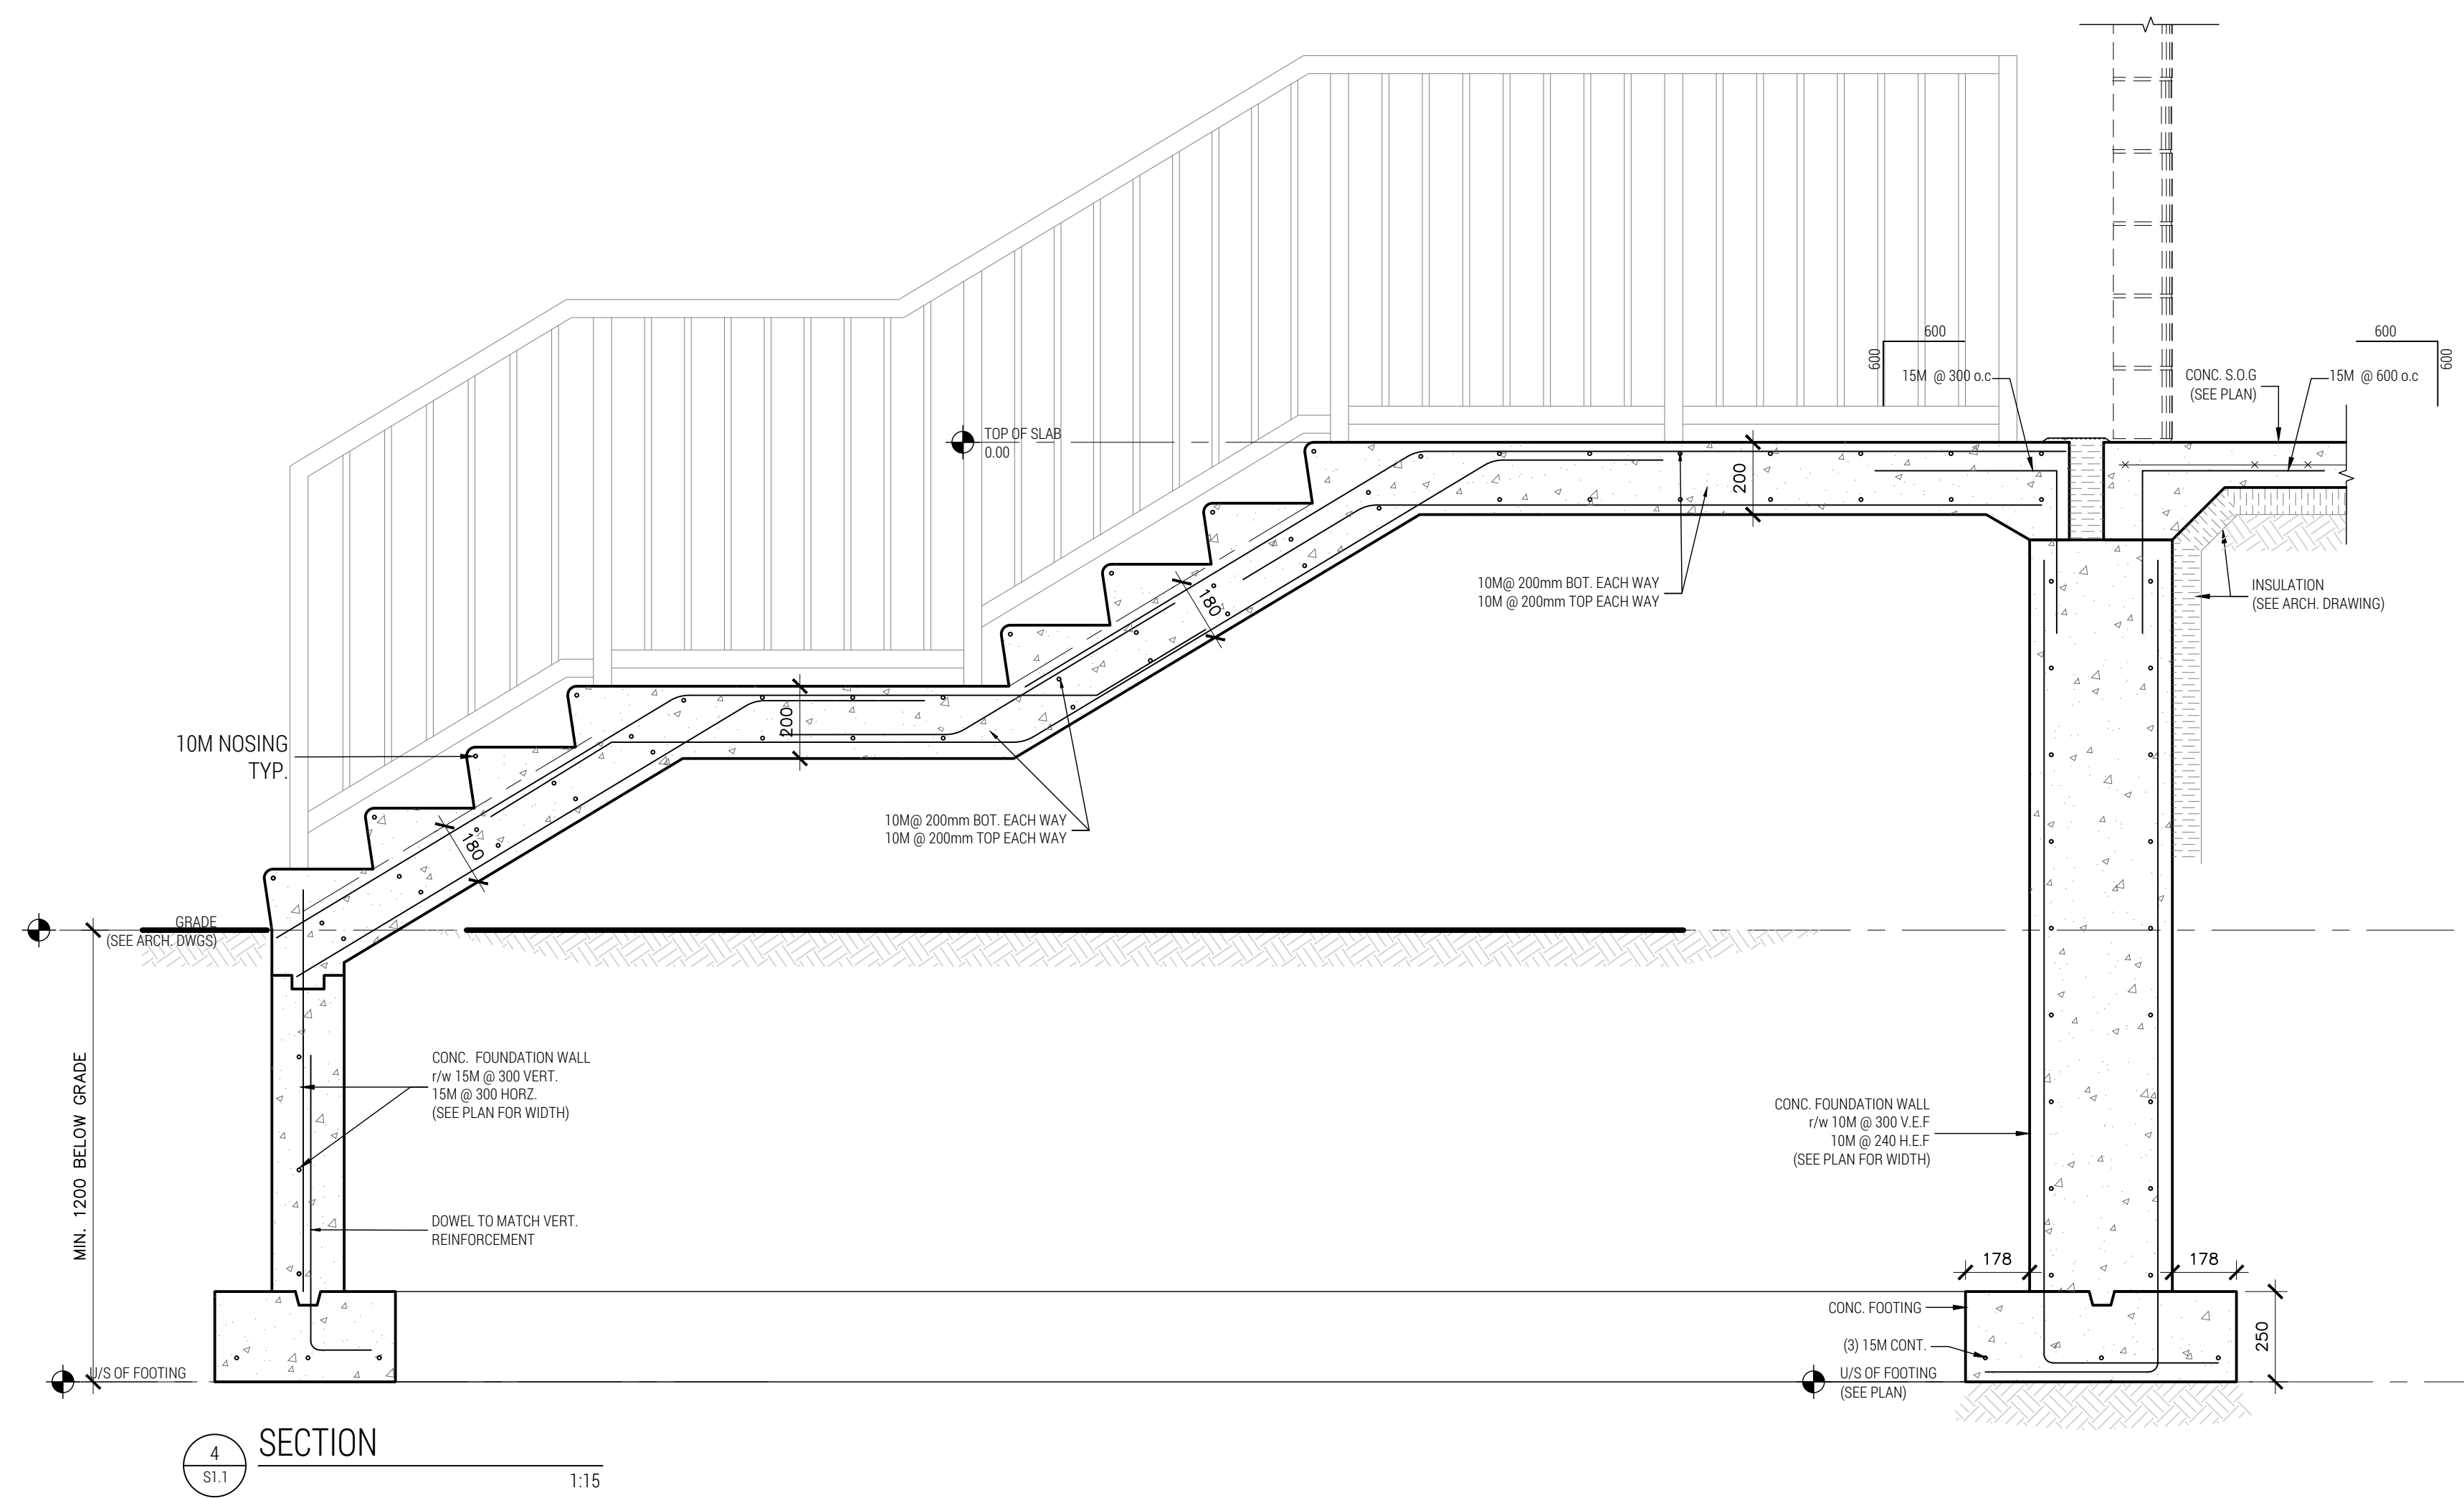 600
600
15M @ 300 o.c
CONC. S.O.G
(SEE PLAN)
600
600
15M @ 600 o.c
TOP OF SLAB
0.00
200
10M@ 200mm BOT. EACH WAY
10M @ 200mm TOP EACH WAY
180
INSULATION
(SEE ARCH. DRAWING)
10M NOSING
TYP.
200
10M@ 200mm BOT. EACH WAY
10M @ 200mm TOP EACH WAY
180
GRADE
(SEE ARCH. DWGS)
MIN. 1200 BELOW GRADE
CONC. FOUNDATION WALL
r/w 15M @ 300 VERT.
15M @ 300 HORZ.
(SEE PLAN FOR WIDTH)
DOWEL TO MATCH VERT.
REINFORCEMENT
CONC. FOUNDATION WALL
r/w 10M @ 300 V.E.F
10M @ 240 H.E.F
(SEE PLAN FOR WIDTH)
178
178
CONC. FOOTING
(3) 15M CONT.
250
U/S OF FOOTING
U/S OF FOOTING
(SEE PLAN)
4
S1.1
SECTION
1:15